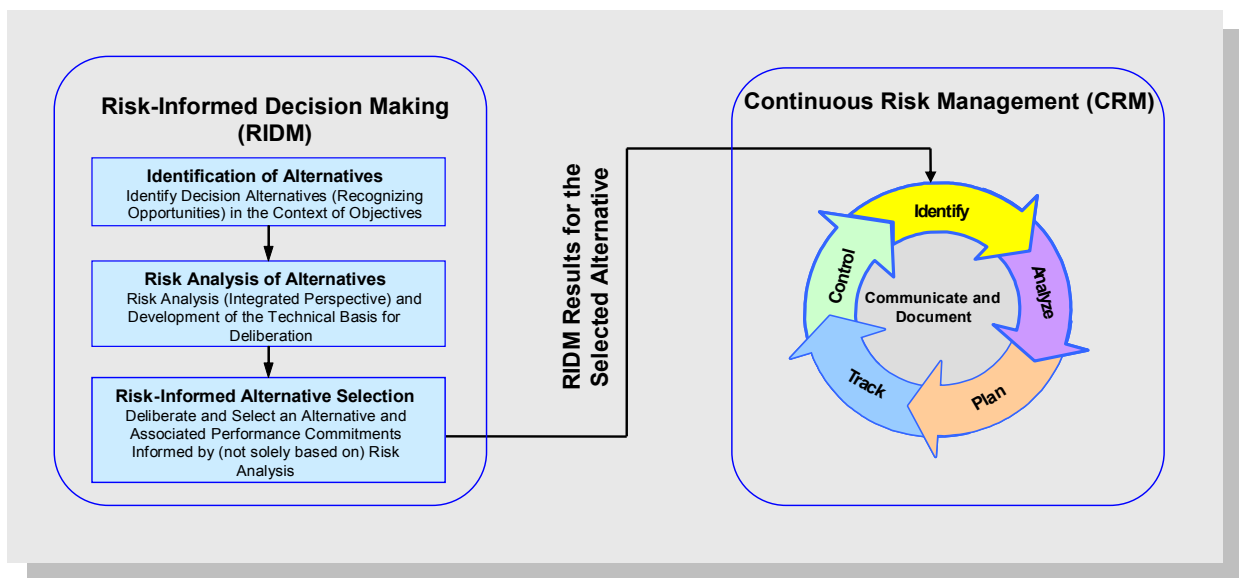 Risk-Informed Decision Making
(RIDM)
Identification of Alternatives
Identify Decision Alternatives (Recognizing
Opportunities) in the Context of Objectives
Risk Analysis of Alternatives
Risk Analysis (Integrated Perspective) and
Development of the Technical Basis for
Deliberation
Risk-Informed Alternative Selection
Deliberate and Select an Alternative and
Associated Performance Commitments
Informed by (not solely based on) Risk
Analysis
RIDM Results for the
Selected Alternative
Continuous Risk Management (CRM)
Identify
Analyze
Plan
Track
Control
Communicate and
Document